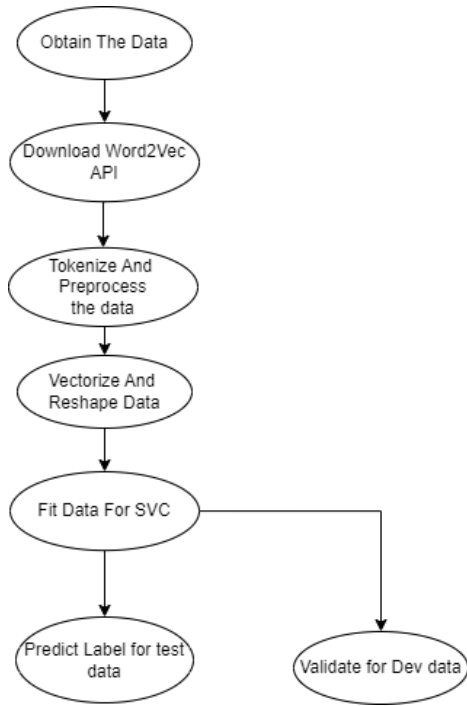 Obtain The Data
Download Word2Vec
API
Tokenize And
Preprocess
the data
Vectorize And
Reshape Data
Fit Data For SVC
Predict Label for test
data
Validate for Dev data